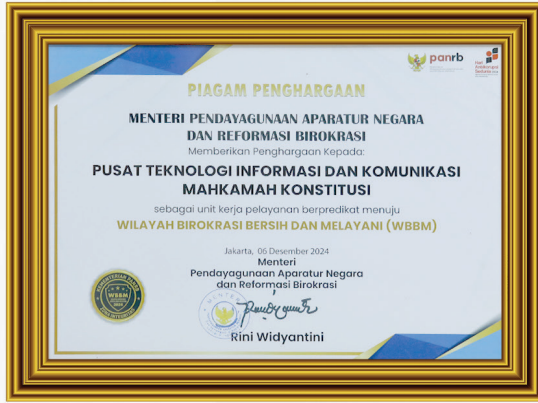 panrb
PIAGAM PENGHARGAAN
MENTERI PENDAYAGUNAAN APARATUR NEGARA
DAN REFORMASI BIROKRASI
Memberikan Penghargaan Kepada:
PUSAT TEKNOLOGI INFORMASI DAN KOMUNIKASI
MAHKAMAH KONSTITUSI
sebagai unit kerja pelayanan berpredikat menuju
WILAYAH BIROKRASI BERSIH DAN MELAYANI (WBBM)
Jakarta, 06 Desember 2024
Menteri
Pendayagunaan Aparatur Negara
dan Reformasi Birokrasi
WBBM
Rini Widyantini